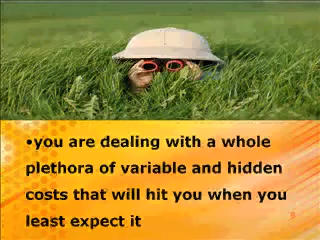 •you are dealing with a whole
plethora of variable and hidden
costs that will hit you when you
least expect it